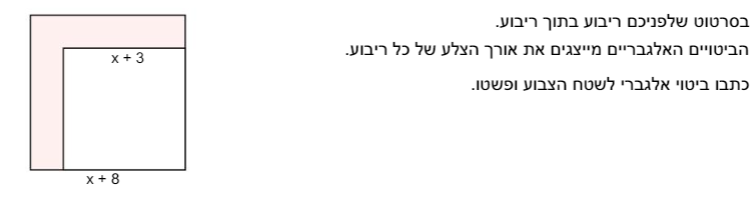 בסרטוט שלפניכם ריבוע בתוך ריבוע.
הביטויים האלגבריים מייצגים את אורך הצלע של כל ריבוע.
כתבו ביטוי אלגברי לשטח הצבוע ופשטו.
x + 3
x + 8